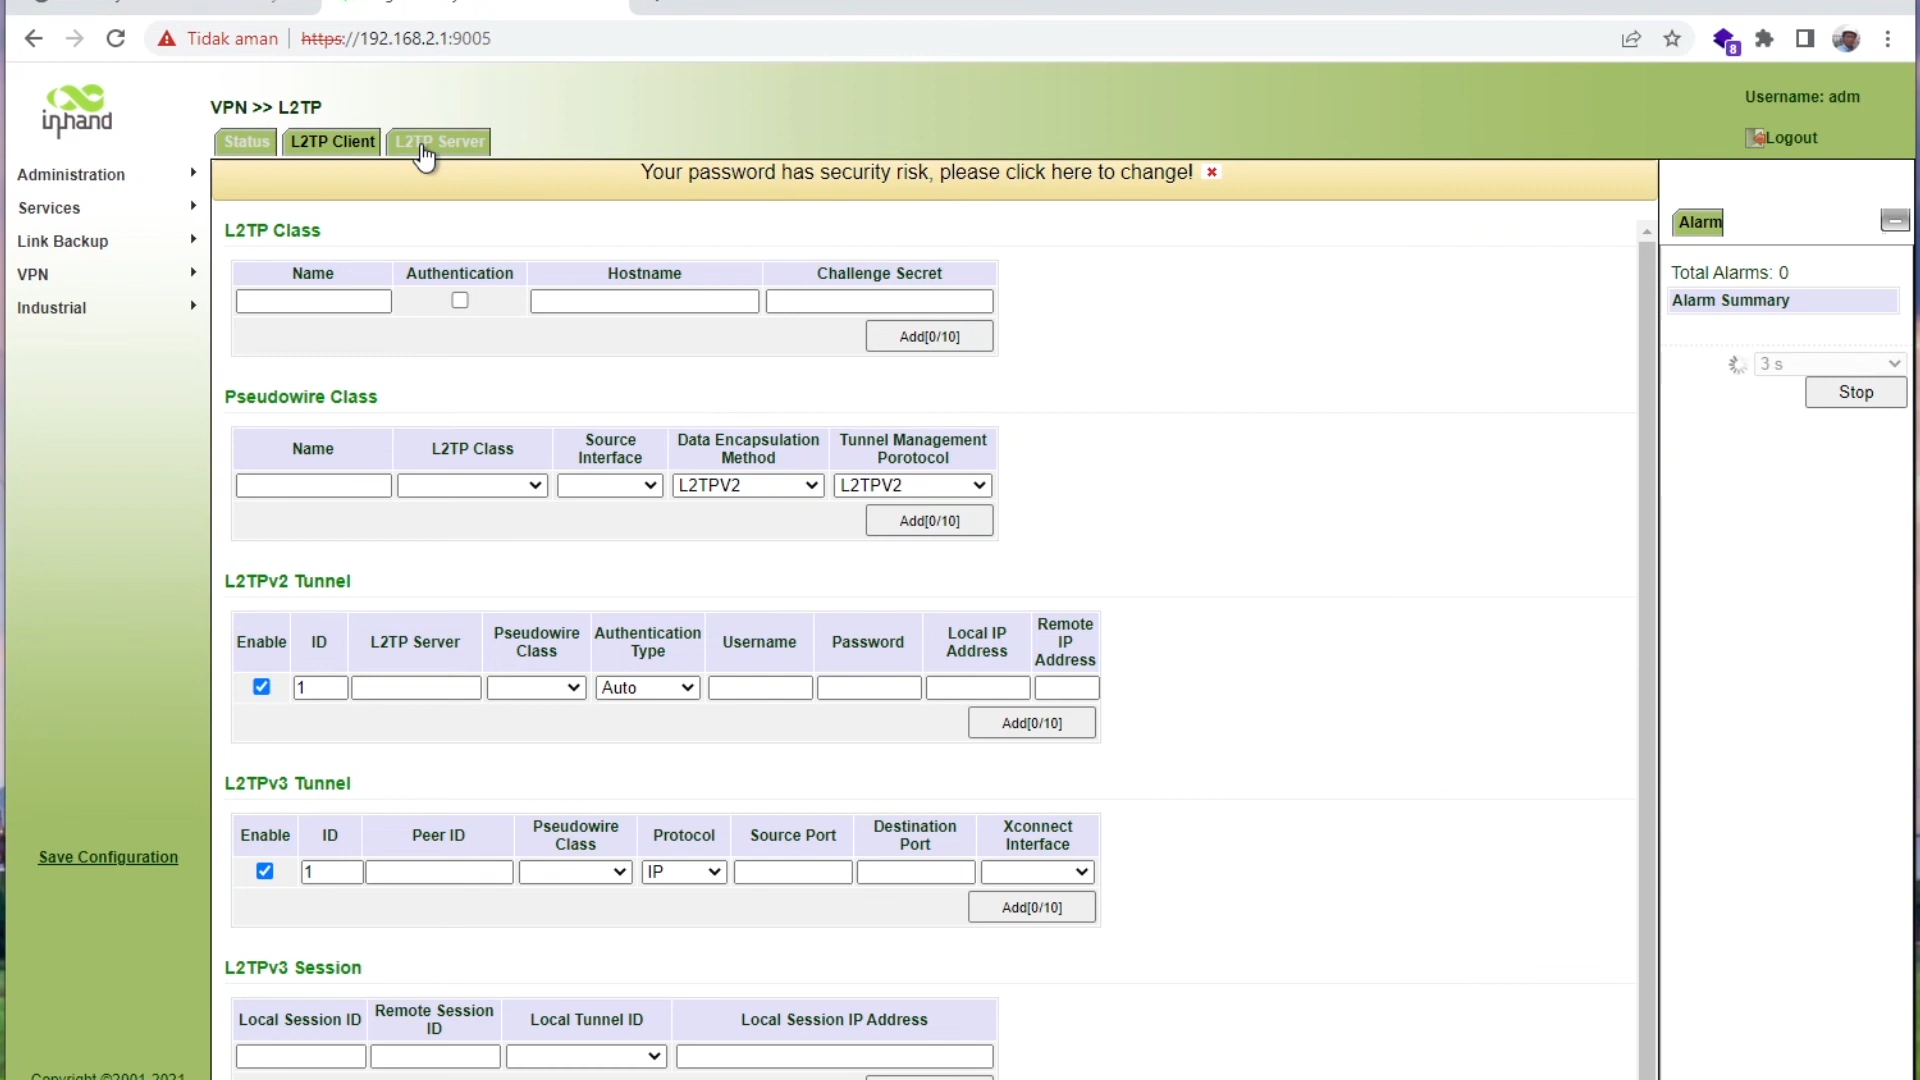 Tidak aman
https://192.168.2.1:9005
8
inhand
VPN >> L2TP
Username: adm
Status
L2TP Client
L2TP Server
Logout
Your password has security risk, please click here to change!
Administration
Services
Link Backup
VPN
Industrial
Save Configuration
Copyright ©2001-2021
L2TP Class
Name Authentication Hostname Challenge Secret
Add[0/10]
Pseudowire Class
Name L2TP Class Source Interface Data Encapsulation Method Tunnel Management Porotocol
L2TPV2 L2TPV2
Add[0/10]
L2TPv2 Tunnel
Enable ID L2TP Server Pseudowire Class Authentication Type Username Password Local IP Address Remote IP Address
1 Auto
Add[0/10]
L2TPv3 Tunnel
Enable ID Peer ID Pseudowire Class Protocol Source Port Destination Port Xconnect Interface
1 IP
Add[0/10]
L2TPv3 Session
Local Session ID Remote Session ID Local Tunnel ID Local Session IP Address
Alarm
Total Alarms: 0
Alarm Summary
3 s
Stop